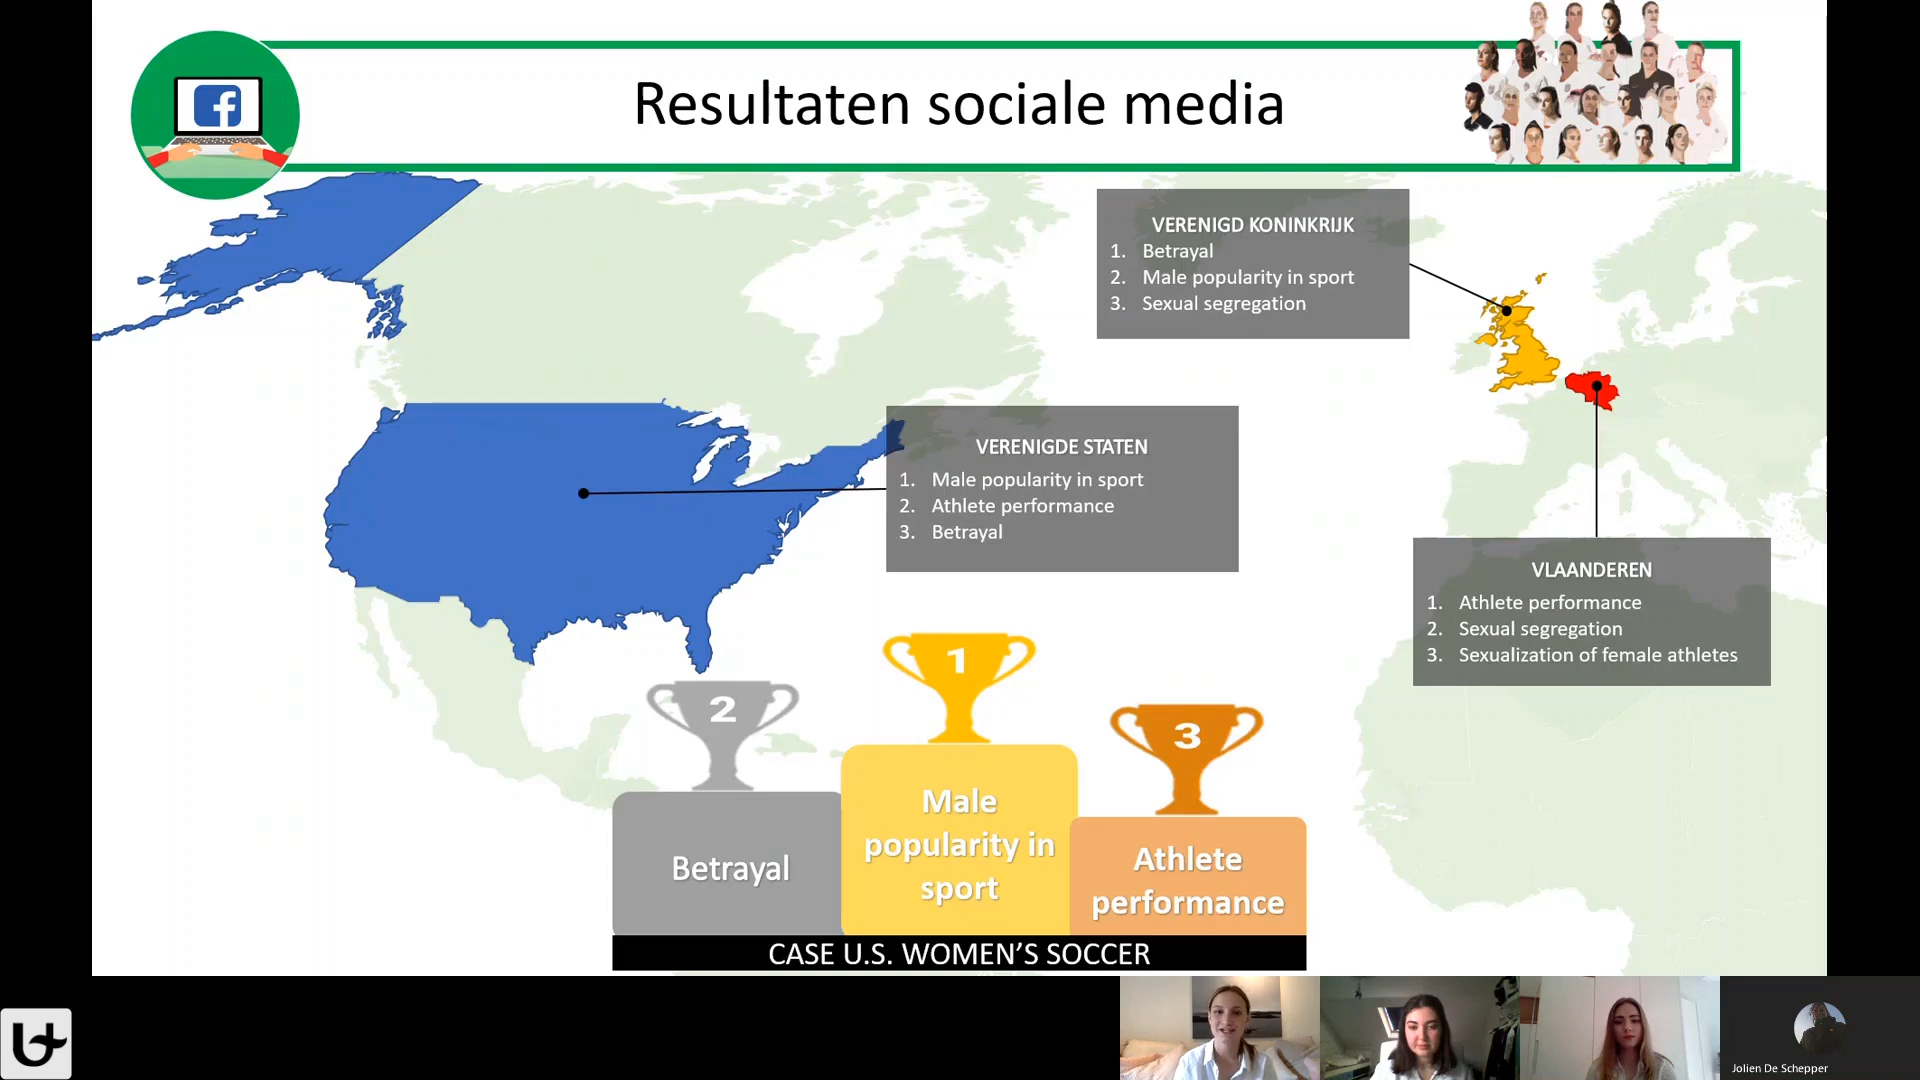 Resultaten sociale media
VERENIGD KONINKRIJK
1. Betrayal
2. Male popularity in sport
3. Sexual segregation
VERENIGDE STATEN
1. Male popularity in sport
2. Athlete performance
3. Betrayal
VLAANDEREN
1. Athlete performance
2. Sexual segregation
3. Sexualization of female athletes
2
1
3
Betrayal
Male
popularity in
sport
Athlete
performance
CASE U.S. WOMEN'S SOCCER
Jolien De Schepper